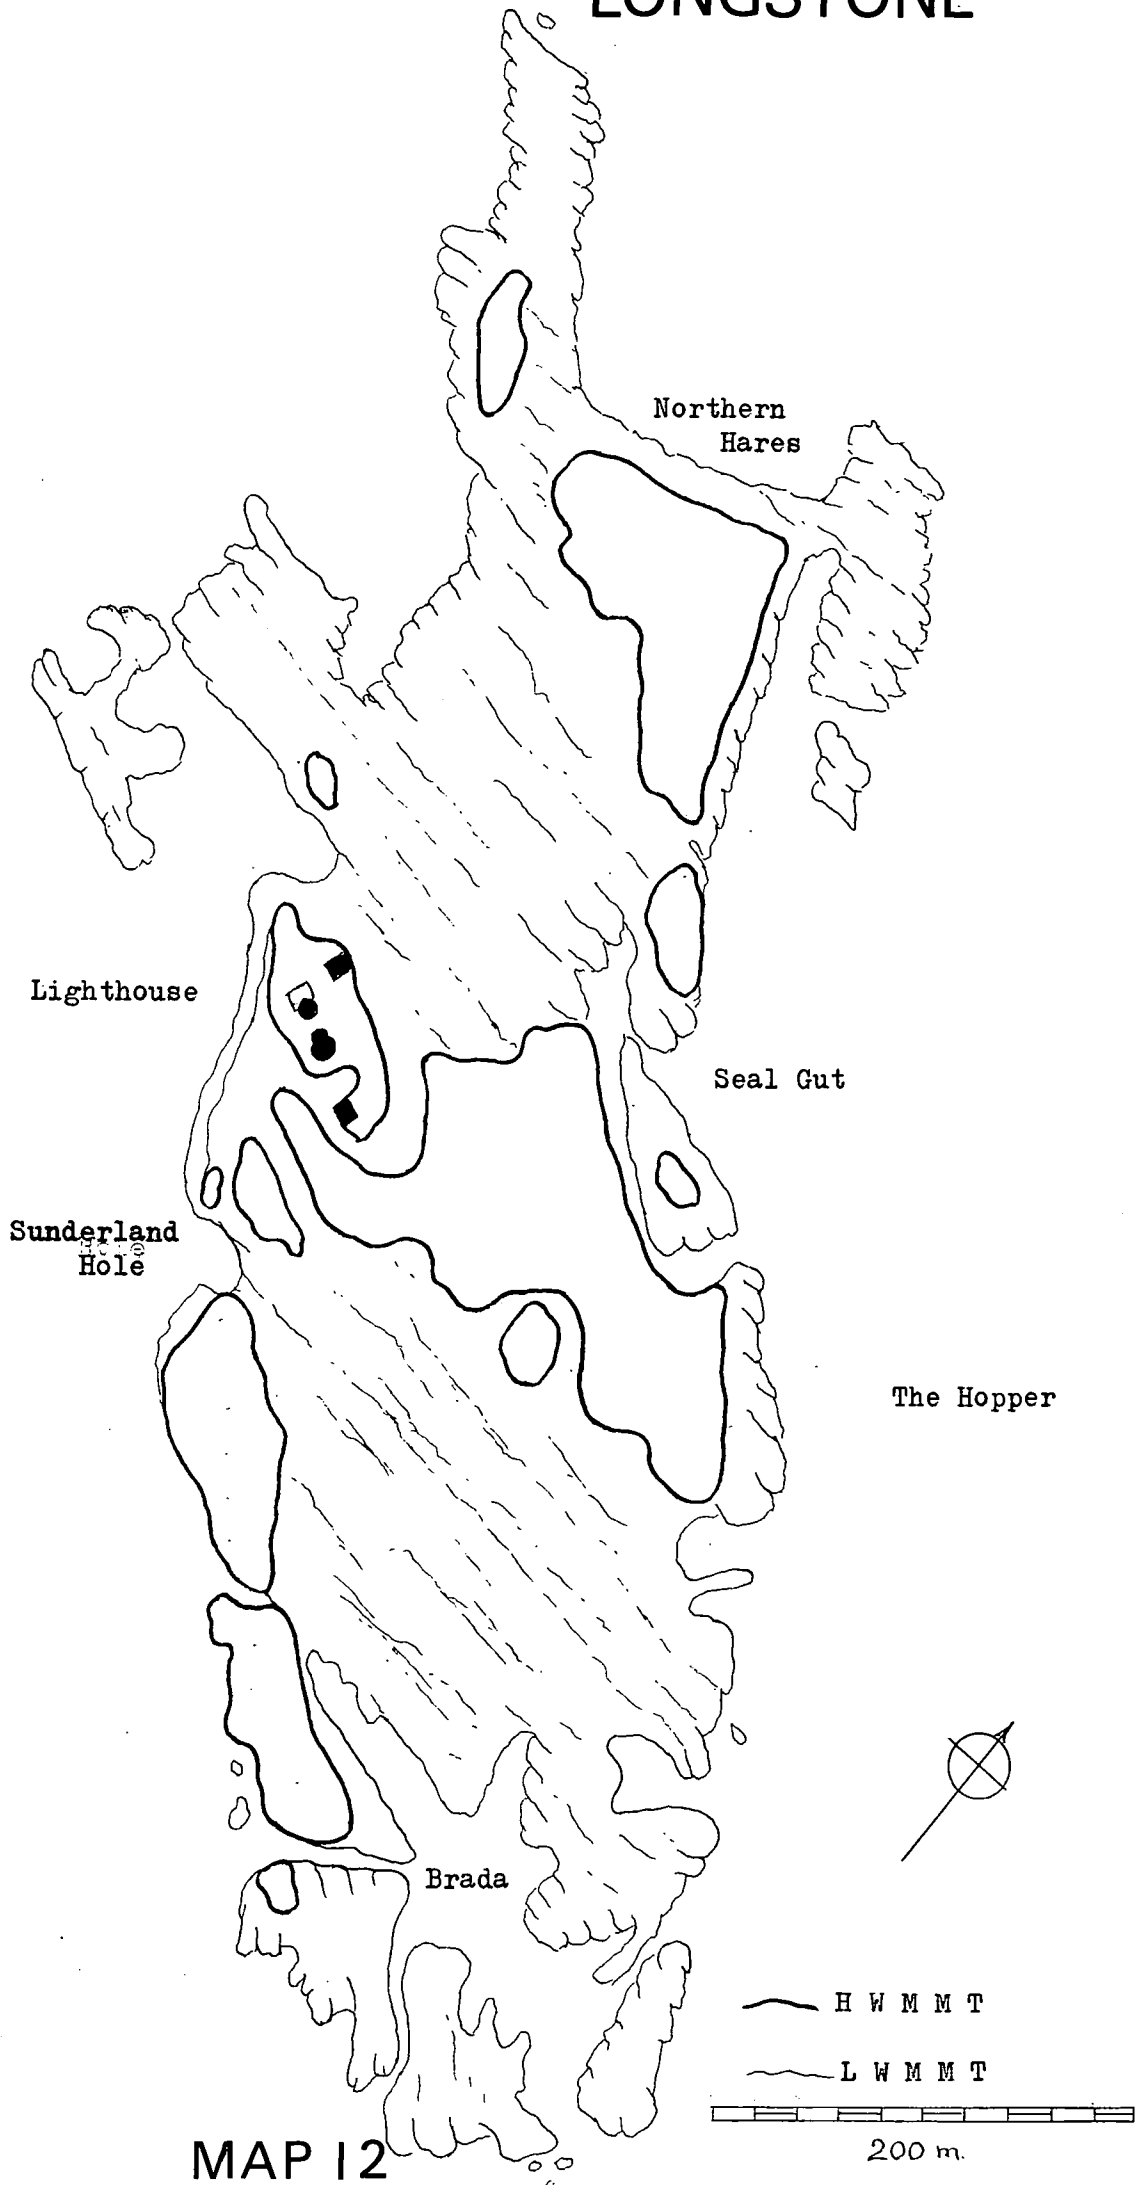 LONGSTONE
Northern
Hares
Lighthouse
Seal Gut
Sunderland
Hole
The Hopper
Brada
H W M M T
L W M M T
200 m.
MAP 12